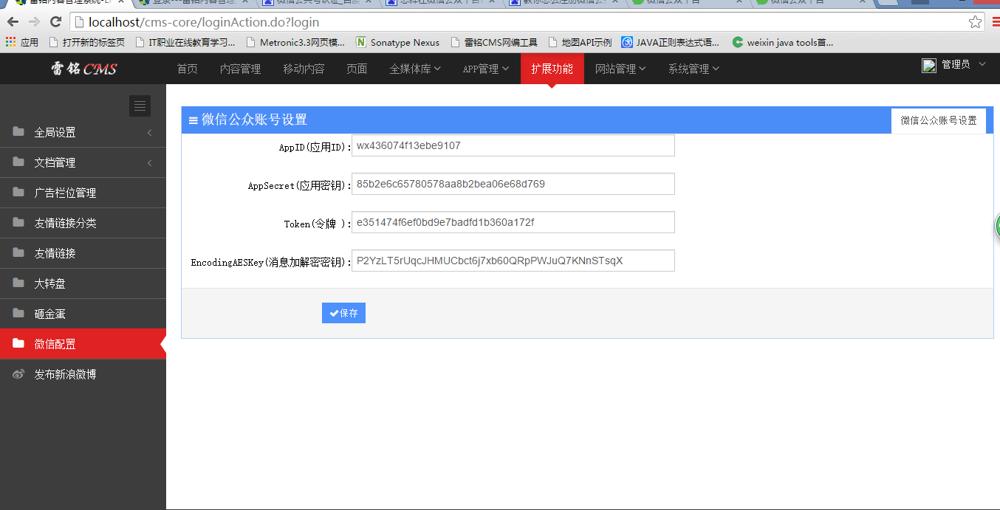 localhost/cms-core/loginAction.do?login
应用 打开新的标签页 IT职业在线教育学习... Metronic3.3网页模... Sonatype Nexus 雷铭CMS网编工具 地图API示例 JAVA正则表达式语... weixin java tools首...
雷铭CMS 首页 内容管理 移动内容 页面 全媒体库 APP管理 扩展功能 网站管理 系统管理 管理员
微信公众账号设置 微信公众账号设置
全局设置
文档管理
广告栏位管理
友情链接分类
友情链接
大转盘
砸金蛋
微信配置
发布新浪微博
AppID(应用ID): wx436074f13ebe9107
AppSecret(应用密钥): 85b2e6c65780578aa8b2bea06e68d769
Token(令牌 ): e351474f6ef0bd9e7badfd1b360a172f
EncodingAESKey(消息加解密密钥): P2YzLT5rUqcJHMUCbct6j7xb60QRpPWJuQ7KNnSTsqX
保存